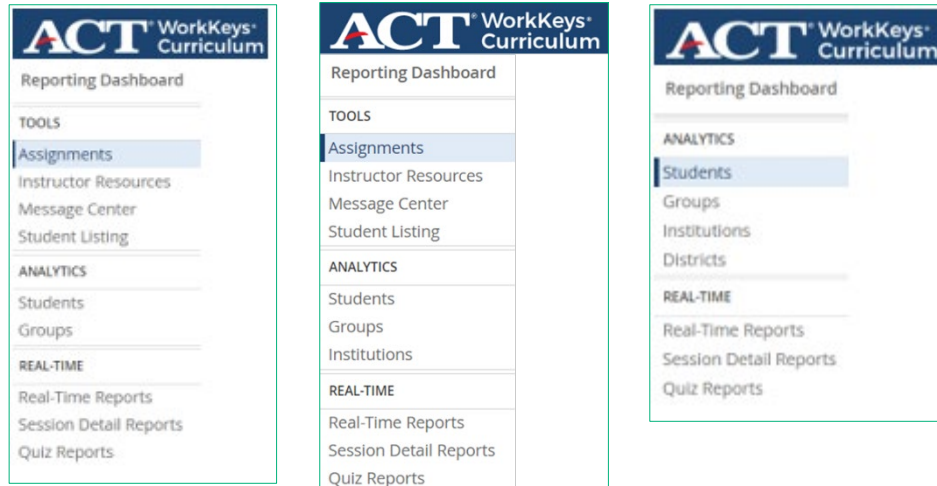 ACT® WorkKeys®
Curriculum
Reporting Dashboard
TOOLS
Assignments
Instructor Resources
Message Center
Student Listing
ANALYTICS
Students
Groups
REAL-TIME
Real-Time Reports
Session Detail Reports
Quiz Reports
ACT® WorkKeys®
Curriculum
Reporting Dashboard
TOOLS
Assignments
Instructor Resources
Message Center
Student Listing
ANALYTICS
Students
Groups
Institutions
REAL-TIME
Real-Time Reports
Session Detail Reports
Quiz Reports
ACT® WorkKeys®
Curriculum
Reporting Dashboard
ANALYTICS
Students
Groups
Institutions
Districts
REAL-TIME
Real-Time Reports
Session Detail Reports
Quiz Reports